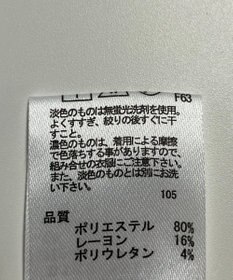 F63
淡色のものは無蛍光洗剤を使用。
よくすすぎ、絞りの後すぐに干
すこと。
濃色のものは、着用による摩擦
で色落ちする事がありますので、
組み合せの衣服にご注意下さい。
また、淡色のものとは別にお洗
い下さい。
105
品質
ポリエステル 80%
レーヨン 16%
ポリウレタン 4%